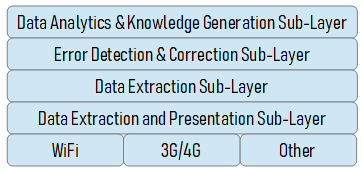 Data Analytics & Knowledge Generation Sub-Layer
Error Detection & Correction Sub-Layer
Data Extraction Sub-Layer
Data Extraction and Presentation Sub-Layer
WiFi 3G/4G Other